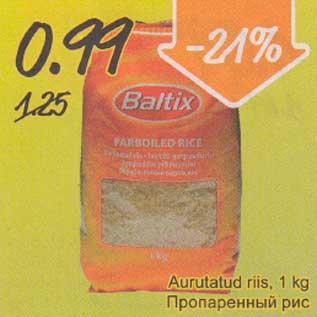 0.99
-21%
1.25
Baltix
PARBOILED RICE
1 kg
Aurutatud riis, 1 kg
Пропаренный рис